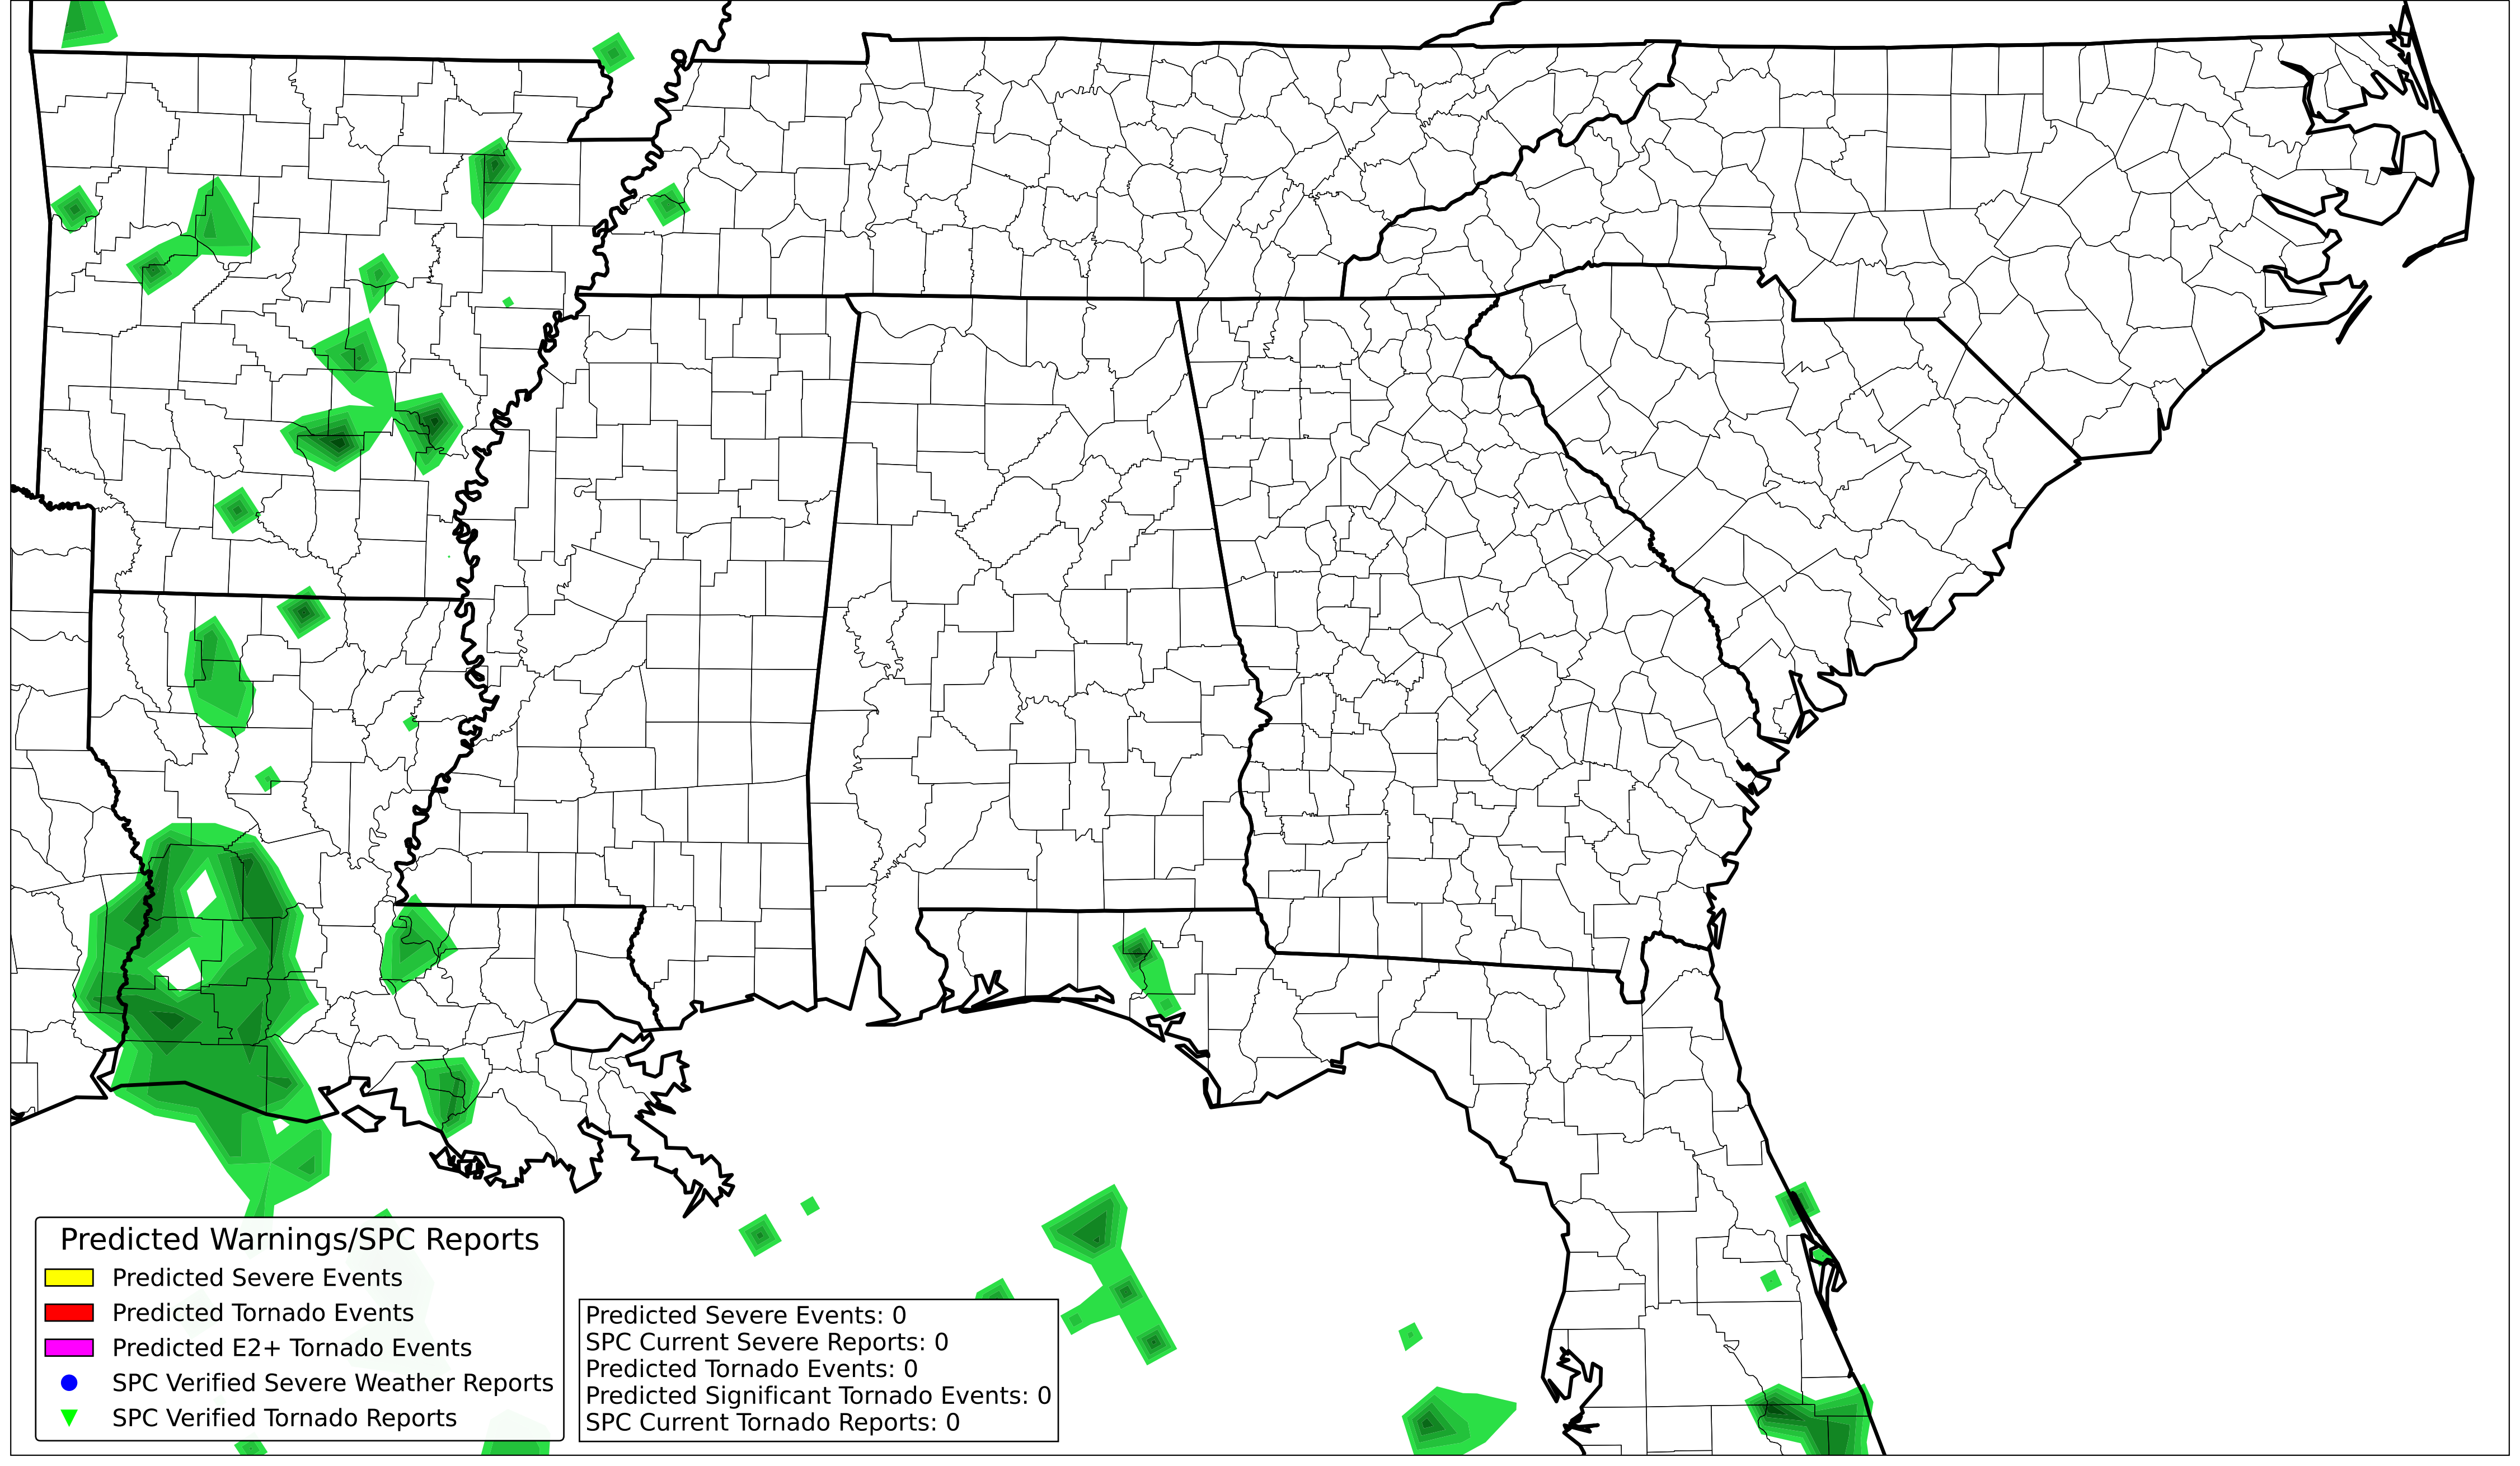 Predicted Warnings/SPC Reports
Predicted Severe Events
Predicted Tornado Events
Predicted E2+ Tornado Events
SPC Verified Severe Weather Reports
SPC Verified Tornado Reports
Predicted Severe Events: 0
SPC Current Severe Reports: 0
Predicted Tornado Events: 0
Predicted Significant Tornado Events: 0
SPC Current Tornado Reports: 0